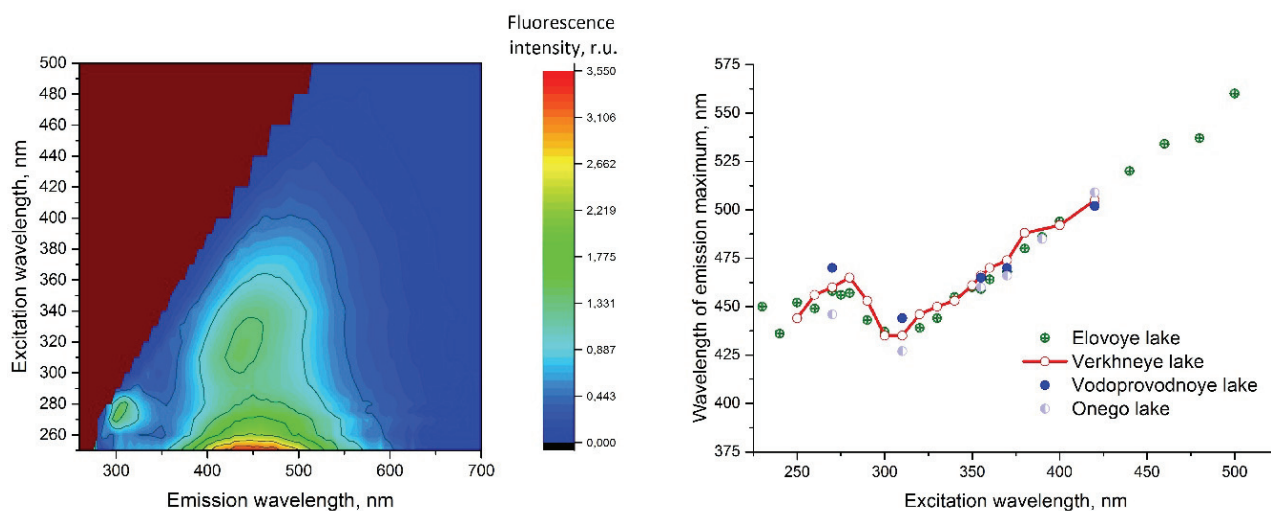 Fluorescence
intensity, r.u.
3,550
3,106
2,662
2,219
1,775
1,331
0,887
0,443
0,000
500
480
460
440
420
400
380
360
340
320
300
280
260
Excitation wavelength, nm
300 400 500 600 700
Emission wavelength, nm
575
550
525
500
475
450
425
400
375
Wavelength of emission maximum, nm
Elovoye lake
Verkhneye lake
Vodoprovodnoye lake
Onego lake
250 300 350 400 450 500
Excitation wavelength, nm